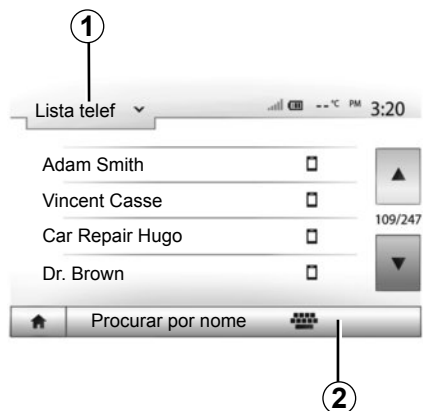 1
Lista telef --°C PM 3:20
Adam Smith
Vincent Casse
109/247
Car Repair Hugo
Dr. Brown
Procurar por nome
2